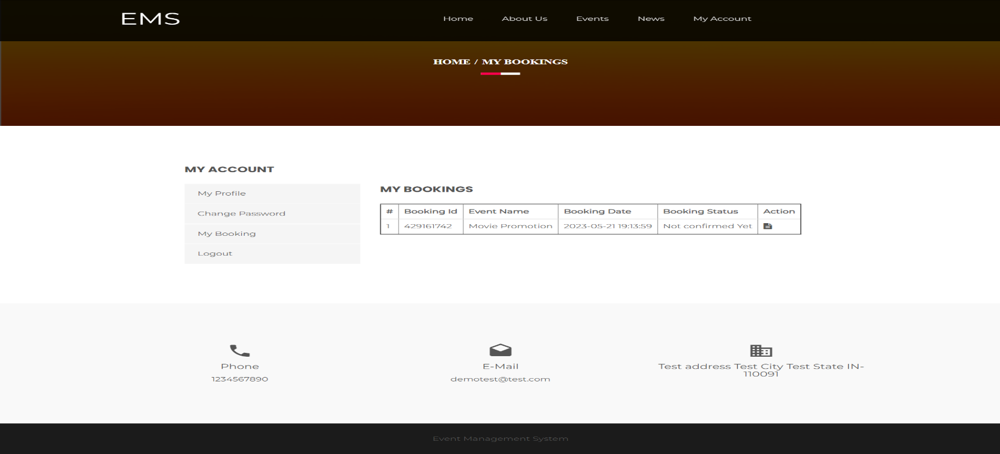 EMS
Home About Us Events News My Account
HOME / MY BOOKINGS
MY ACCOUNT
My Profile
Change Password
My Booking
Logout
MY BOOKINGS
# Booking Id Event Name Booking Date Booking Status Action
1 429161742 Movie Promotion 2023-05-21 19:13:59 Not confirmed Yet
Phone
1234567890
E-Mail
demotest@test.com
Test address Test City Test State IN-
110091
Event Management System